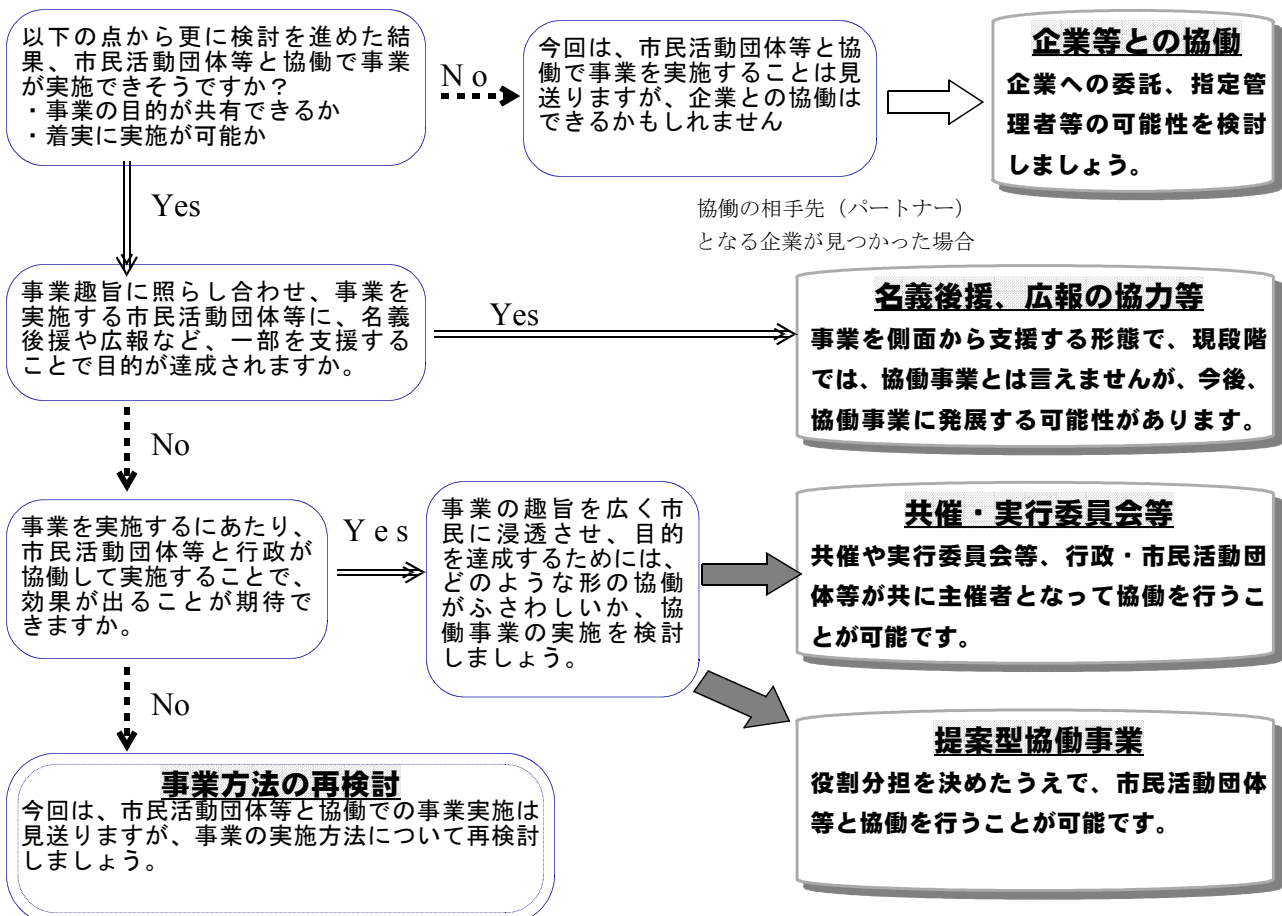 以下の点から更に検討を進めた結
果、市民活動団体等と協働で事業
が実施できそうですか？
・事業の目的が共有できるか
・着実に実施が可能か
No
今回は、市民活動団体等と協
働で事業を実施することは見
送りますが、企業との協働は
できるかもしれません
企業等との協働
企業への委託、指定管
理者等の可能性を検討
しましょう。
Yes
協働の相手先（パートナー）
となる企業が見つかった場合
事業趣旨に照らし合わせ、事業を
実施する市民活動団体等に、名義
後援や広報など、一部を支援する
ことで目的が達成されますか。
Yes
名義後援、広報の協力等
事業を側面から支援する形態で、現段階
では、協働事業とは言えませんが、今後、
協働事業に発展する可能性があります。
No
事業を実施するにあたり、
市民活動団体等と行政が
協働して実施することで、
効果が出ることが期待で
きますか。
Yes
事業の趣旨を広く市
民に浸透させ、目的
を達成するためには、
どのような形の協働
がふさわしいか、協
働事業の実施を検討
しましょう。
共催・実行委員会等
共催や実行委員会等、行政・市民活動団
体等が共に主催者となって協働を行うこ
とが可能です。
No
提案型協働事業
役割分担を決めたうえで、市民活動団体
等と協働を行うことが可能です。
事業方法の再検討
今回は、市民活動団体等と協働での事業実施は
見送りますが、事業の実施方法について再検討
しましょう。